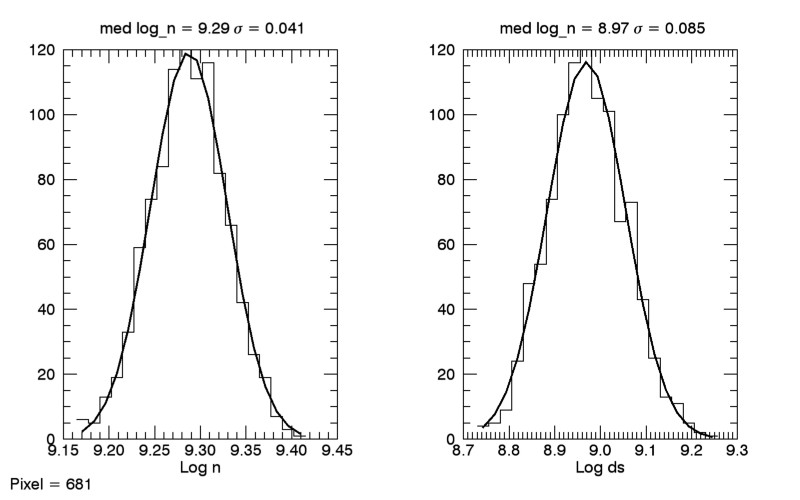 med log_n = 9.29 σ = 0.041
120
100
80
60
40
20
0
9.15 9.20 9.25 9.30 9.35 9.40 9.45
Log n
med log_n = 8.97 σ = 0.085
120
100
80
60
40
20
0
8.7 8.8 8.9 9.0 9.1 9.2 9.3
Log ds
Pixel = 681